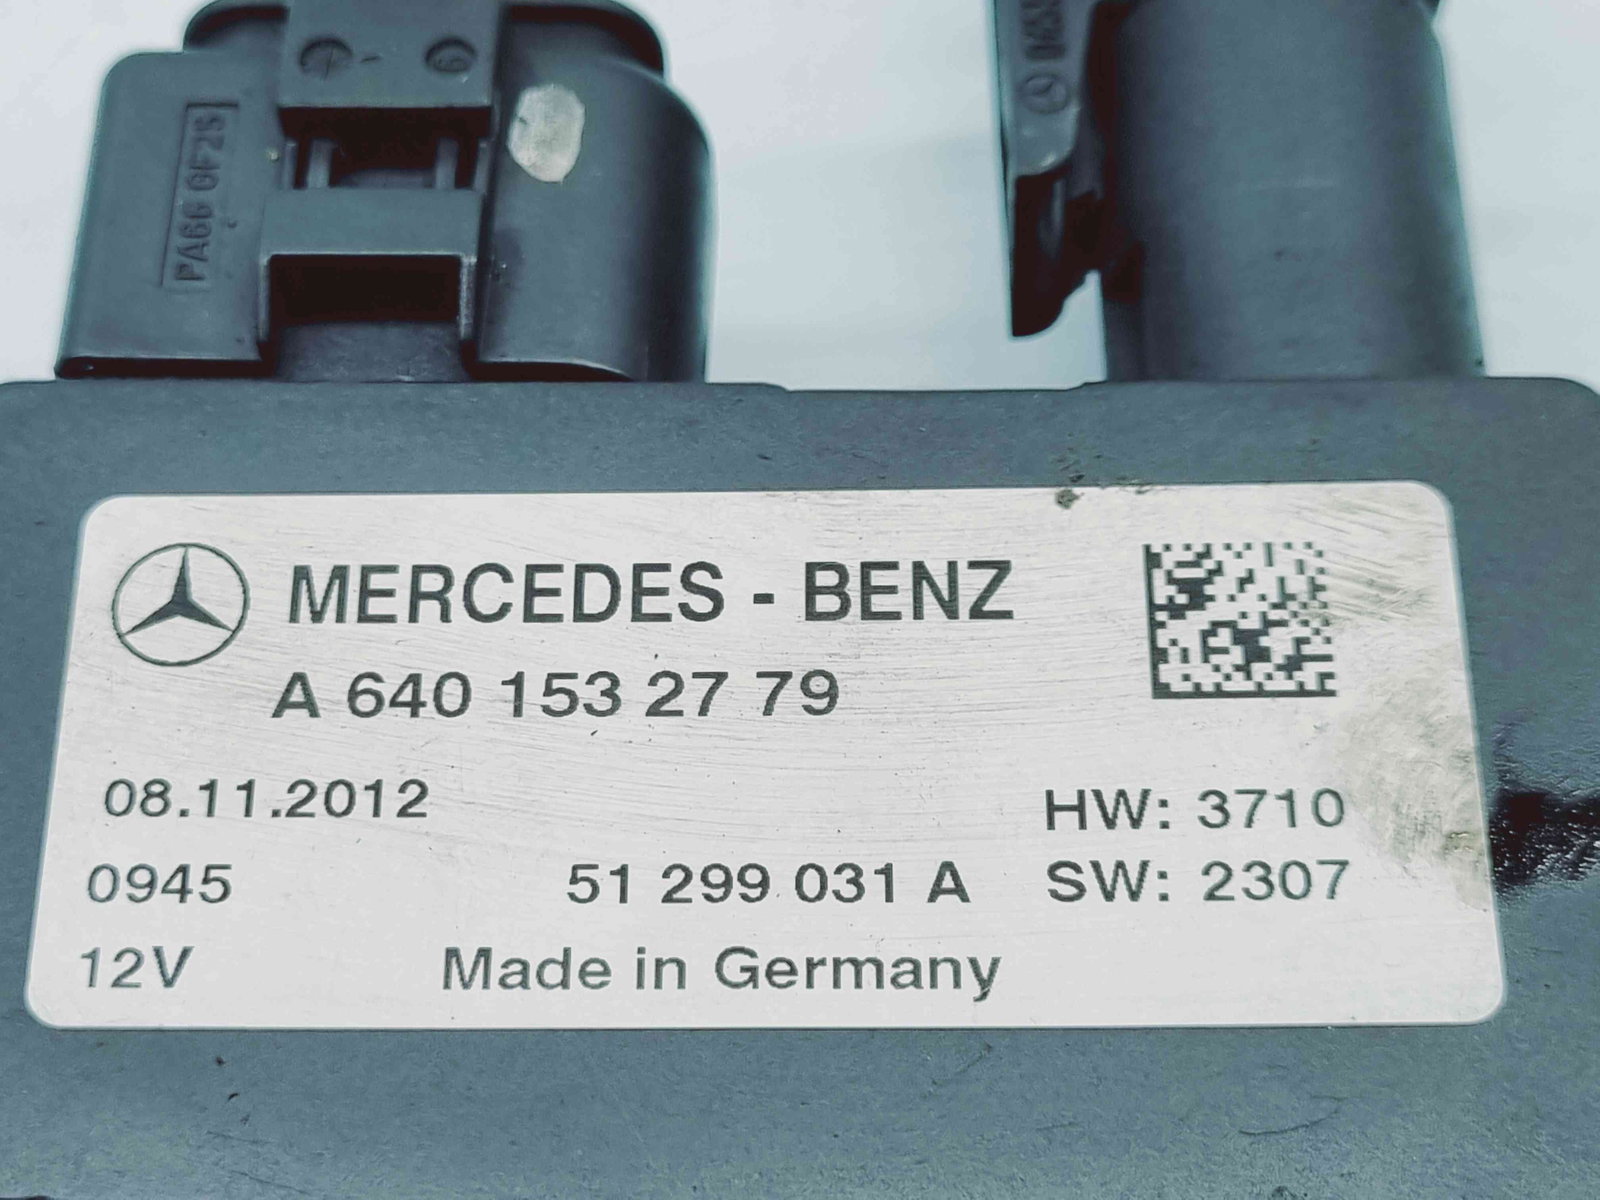 6
PA66 GF25
MERCEDES - BENZ
A 640 153 27 79
08.11.2012
HW: 3710
0945
51 299 031 A
SW: 2307
12V
Made in Germany